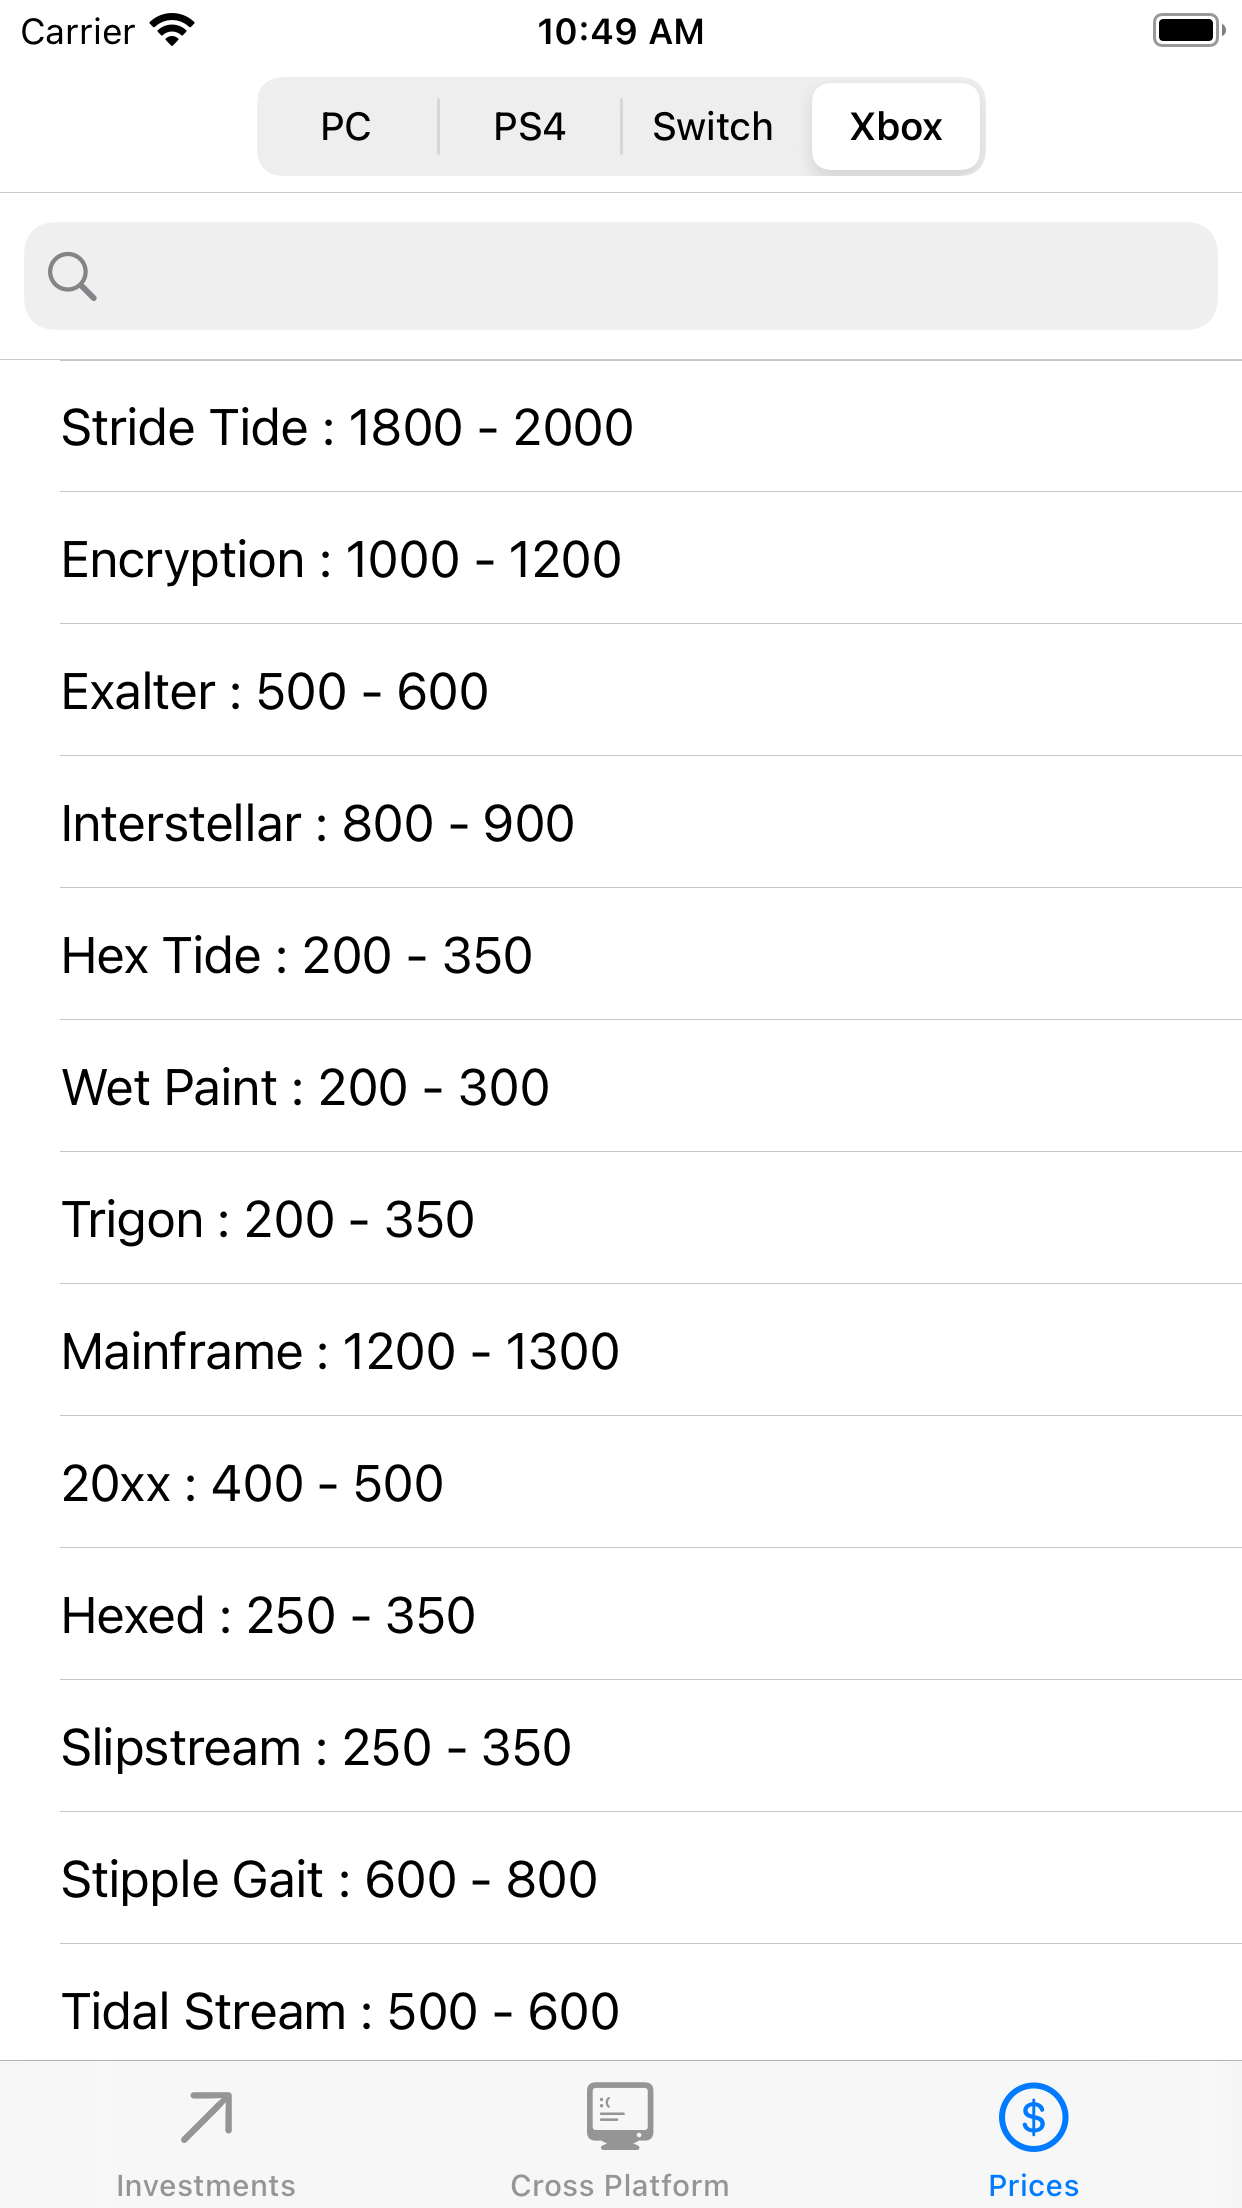 Carrier 10:49 AM
PC PS4 Switch Xbox
Stride Tide : 1800 - 2000
Encryption : 1000 - 1200
Exalter : 500 - 600
Interstellar : 800 - 900
Hex Tide : 200 - 350
Wet Paint : 200 - 300
Trigon : 200 - 350
Mainframe : 1200 - 1300
20xx : 400 - 500
Hexed : 250 - 350
Slipstream : 250 - 350
Stipple Gait : 600 - 800
Tidal Stream : 500 - 600
:( $
Investments Cross Platform Prices